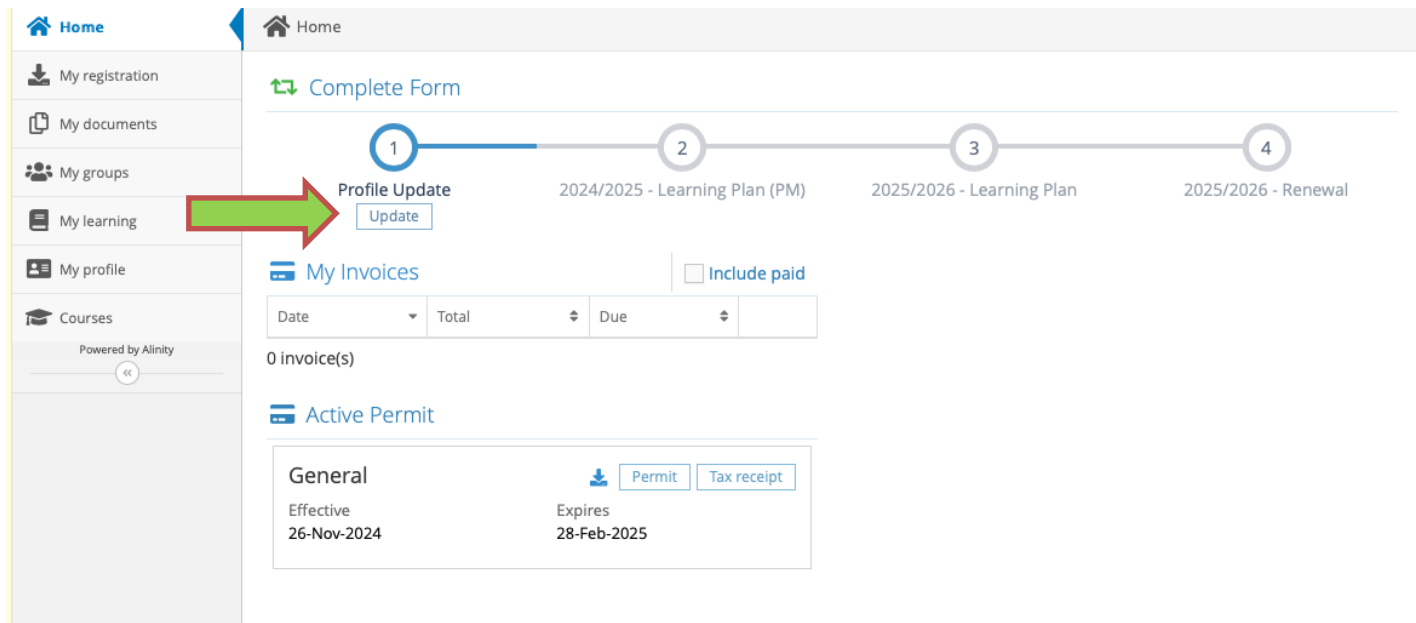 Home
My registration
My documents
My groups
My learning
My profile
Courses
Powered by Alinity
«
Home
Complete Form
1 2 3 4
Profile Update 2024/2025 - Learning Plan (PM) 2025/2026 - Learning Plan 2025/2026 - Renewal
Update
My Invoices Include paid
Date Total Due
0 invoice(s)
Active Permit
General Permit Tax receipt
Effective Expires
26-Nov-2024 28-Feb-2025